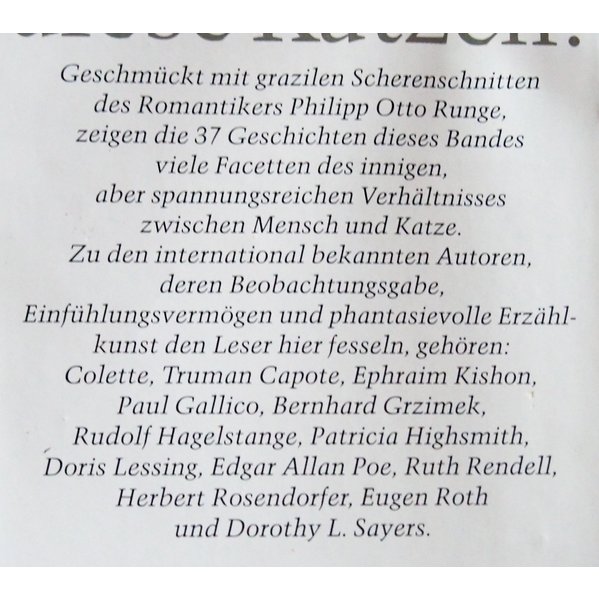 diese Katzen!
Geschmückt mit grazilen Scherenschnitten
des Romantikers Philipp Otto Runge,
zeigen die 37 Geschichten dieses Bandes
viele Facetten des innigen,
aber spannungsreichen Verhältnisses
zwischen Mensch und Katze.
Zu den international bekannten Autoren,
deren Beobachtungsgabe,
Einfühlungsvermögen und phantasievolle Erzähl-
kunst den Leser hier fesseln, gehören:
Colette, Truman Capote, Ephraim Kishon,
Paul Gallico, Bernhard Grzimek,
Rudolf Hagelstange, Patricia Highsmith,
Doris Lessing, Edgar Allan Poe, Ruth Rendell,
Herbert Rosendorfer, Eugen Roth
und Dorothy L. Sayers.